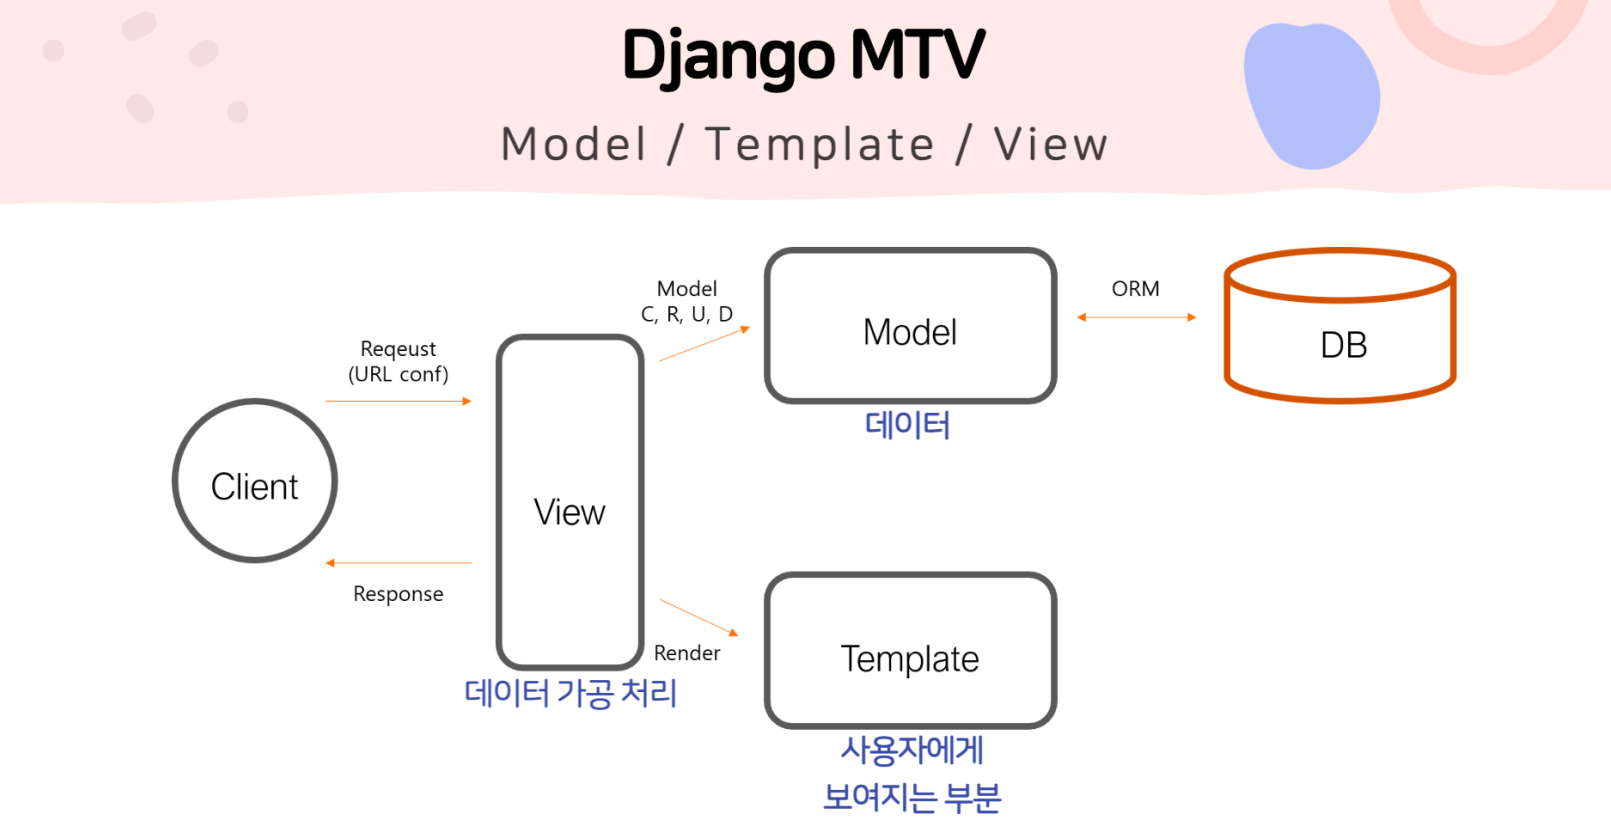 Django MTV
Model / Template / View
Reqeust
(URL conf)
Client
Response
View
데이터 가공 처리
Model
C, R, U, D
Model
데이터
ORM
DB
Render
Template
사용자에게
보여지는 부분